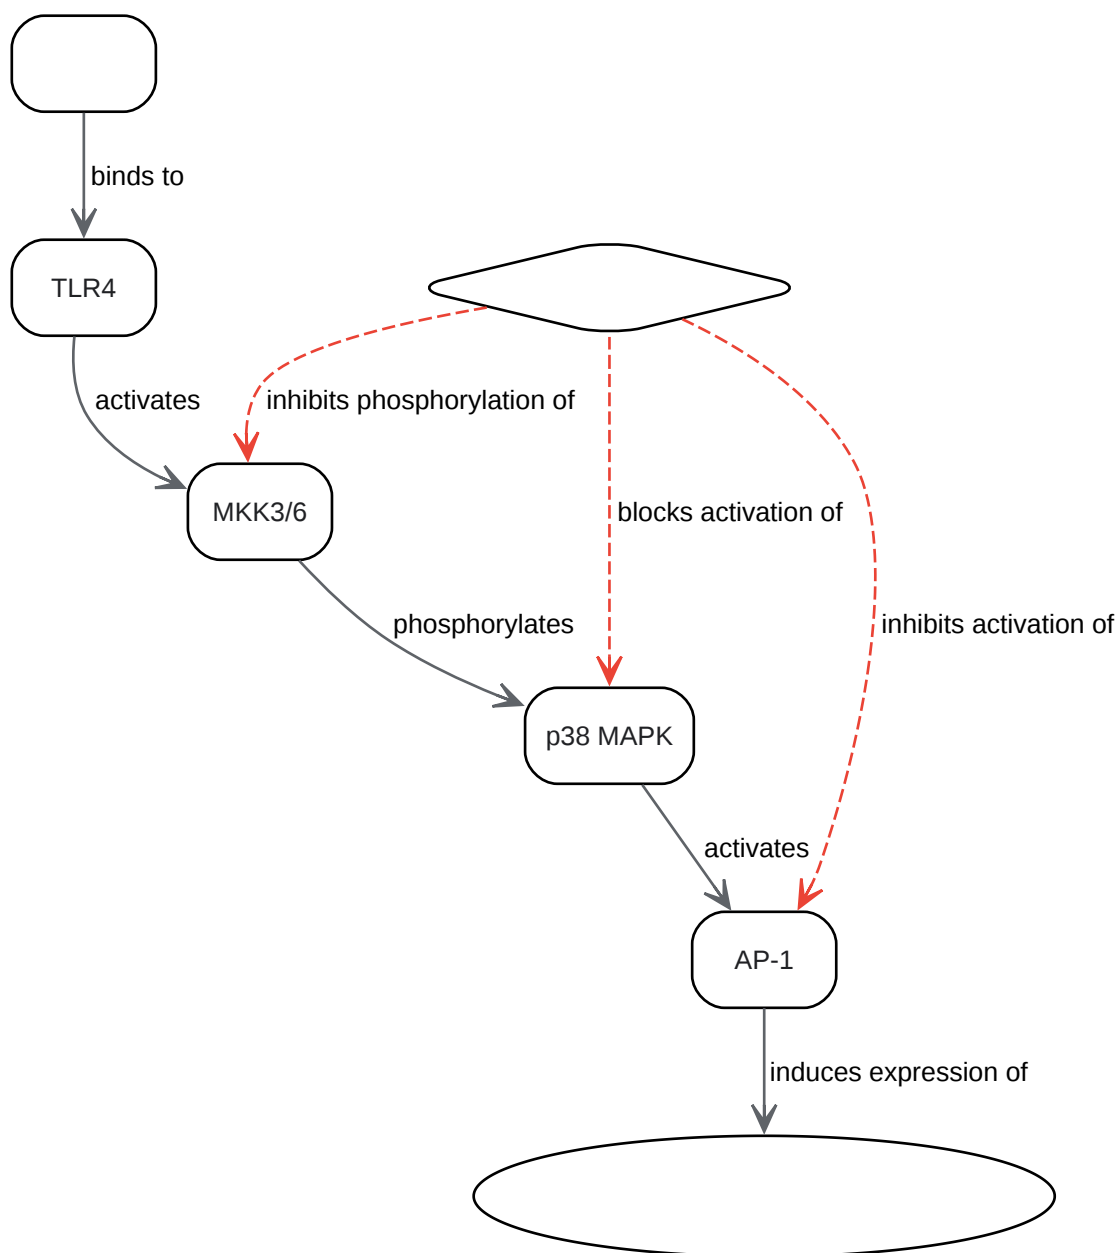 binds to
TLR4
activates
inhibits phosphorylation of
MKK3/6
blocks activation of
phosphorylates
inhibits activation of
p38 MAPK
activates
AP-1
induces expression of